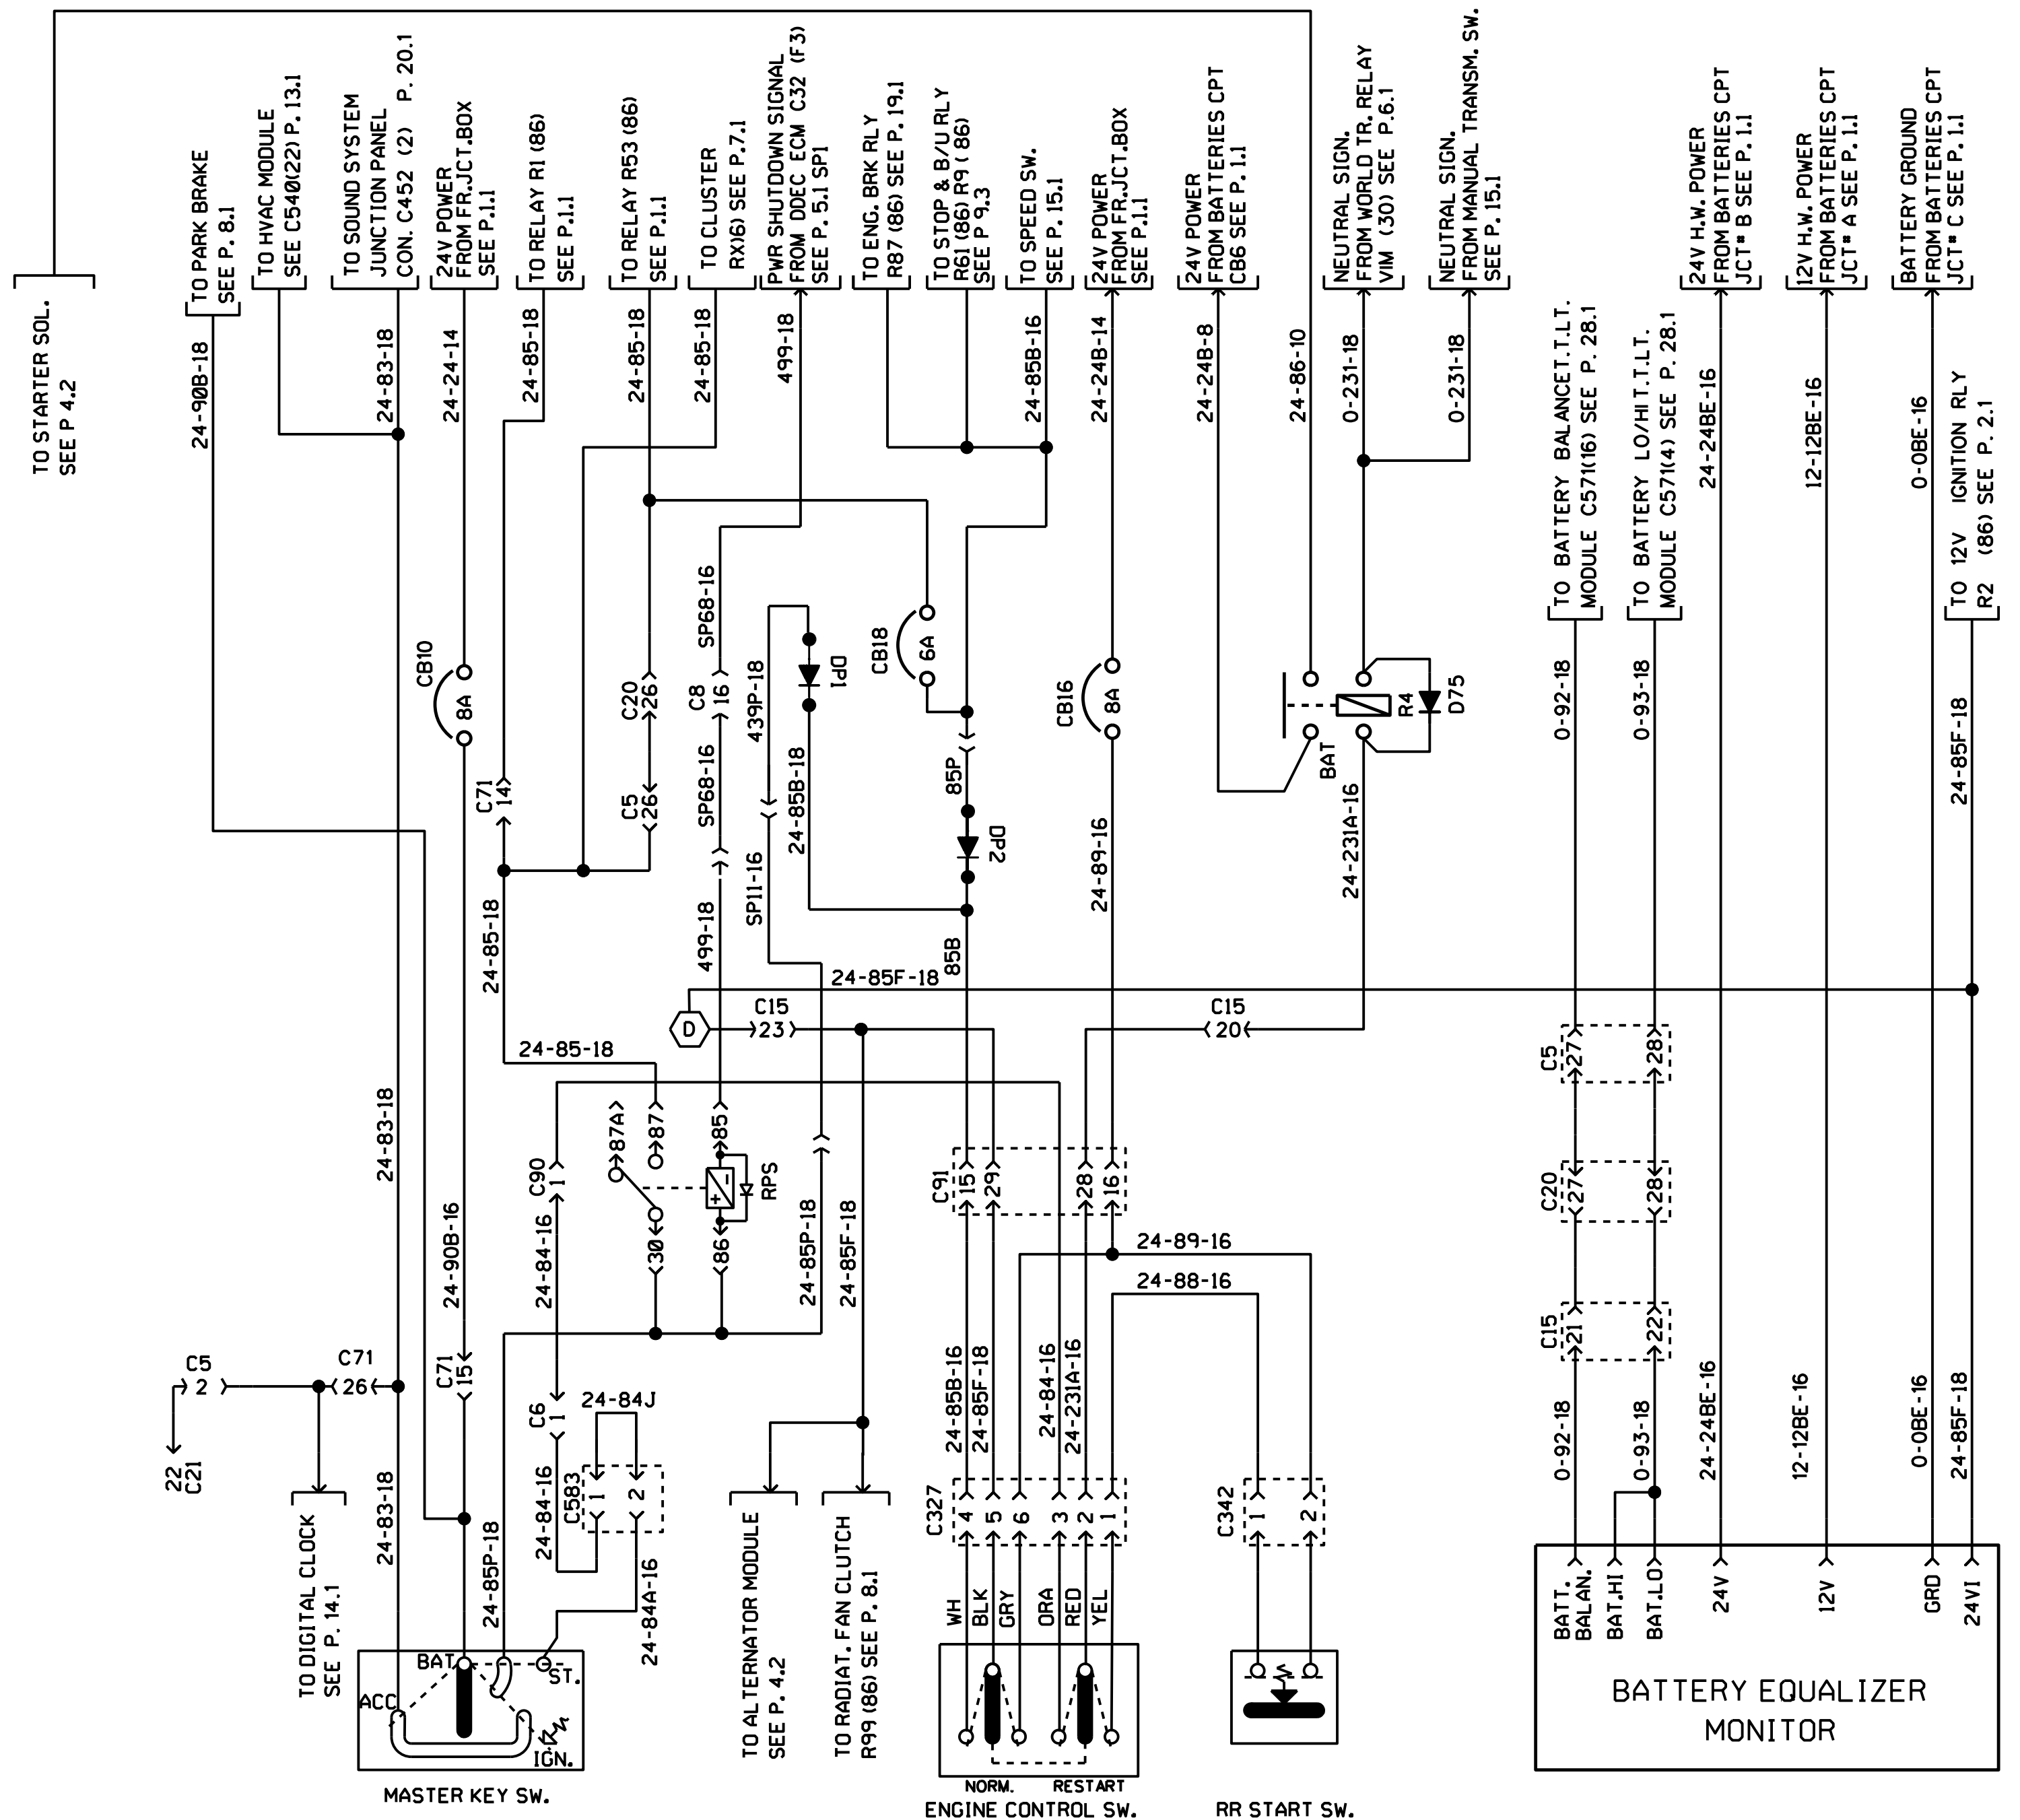 TO STARTER SOL.
SEE P 4.2
TO PARK BRAKE
SEE P. 8.1
TO HVAC MODULE
SEE C540(22) P. 13.1
TO SOUND SYSTEM
JUNCTION PANEL
CON. C452 (2) P. 20.1
24V POWER
FROM FR.JCT.BOX
SEE P.1.1
TO RELAY R1 (86)
SEE P.1.1
TO RELAY R53 (86)
SEE P.1.1
TO CLUSTER
RX)6) SEE P.7.1
PWR SHUTDOWN SIGNAL
FROM DDEC ECM C32 (F3)
SEE P. 5.1 SP1
TO ENG. BRK RLY
R87 (86) SEE P. 19.1
TO STOP & B/U RLY
R61 (86) R9 ( 86)
SEE P 9.3
TO SPEED SW.
SEE P. 15.1
24V POWER
FROM FR.JCT.BOX
SEE P.1.1
24V POWER
FROM BATTERIES CPT
CB6 SEE P. 1.1
NEUTRAL SIGN.
FROM WORLD TR. RELAY
VIM (30) SEE P.6.1
NEUTRAL SIGN.
FROM MANUAL TRANSM. SW.
SEE P. 15.1
24V H.W. POWER
FROM BATTERIES CPT
JCT# B SEE P. 1.1
12V H.W. POWER
FROM BATTERIES CPT
JCT# A SEE P. 1.1
BATTERY GROUND
FROM BATTERIES CPT
JCT# C SEE P. 1.1
TO BATTERY BALANCET.T.LT.
MODULE C571(16) SEE P. 28.1
TO BATTERY LO/HI T.T.LT.
MODULE C571(4) SEE P. 28.1
TO 12V IGNITION RLY
R2 (86) SEE P. 2.1
24-90B-18
24-83-18
24-24-14
24-85-18
24-85-18
24-85-18
499-18
24-85B-16
24-24B-14
24-24B-8
24-86-10
0-231-18
0-231-18
24-24BE-16
12-12BE-16
0-0BE-16
CB10
8A
C71
14
C20
26
C5
26
SP68-16
C8
16
SP68-16
439P-18
DP1
24-85B-18
SP11-16
CB18
6A
85P
DP2
85B
CB16
8A
24-89-16
BAT
R4
D75
24-231A-16
0-92-18
0-93-18
24-85F-18
24-85-18
499-18
24-85F-18
D
C15
23
C15
20
24-85-18
C5
27
28
C20
27
28
C15
21
22
24-83-18
24-90B-16
C90
1
24-84-16
87A
87
85
30
86
+
-
RPS
24-85P-18
24-85F-18
C91
15
29
28
16
24-89-16
24-88-16
C5
2
C71
26
22
C21
TO DIGITAL CLOCK
SEE P. 14.1
24-83-18
C71
15
24-85P-18
C6
1
24-84J
24-84-16
C583
1
2
24-84A-16
TO ALTERNATOR MODULE
SEE P. 4.2
TO RADIAT. FAN CLUTCH
R99 (86) SEE P. 8.1
24-85B-16
24-85F-18
24-84-16
24-231A-16
C327
4
5
6
3
2
1
WH
BLK
GRY
ORA
RED
YEL
C342
1
2
0-92-18
0-93-18
24-24BE-16
12-12BE-16
0-0BE-16
24-85F-18
BATT.
BALAN.
BAT.HI
BAT.LO
24V
12V
GRD
24VI
BATTERY EQUALIZER
MONITOR
BAT.
ST.
ACC
IGN.
MASTER KEY SW.
NORM.
RESTART
ENGINE CONTROL SW.
RR START SW.